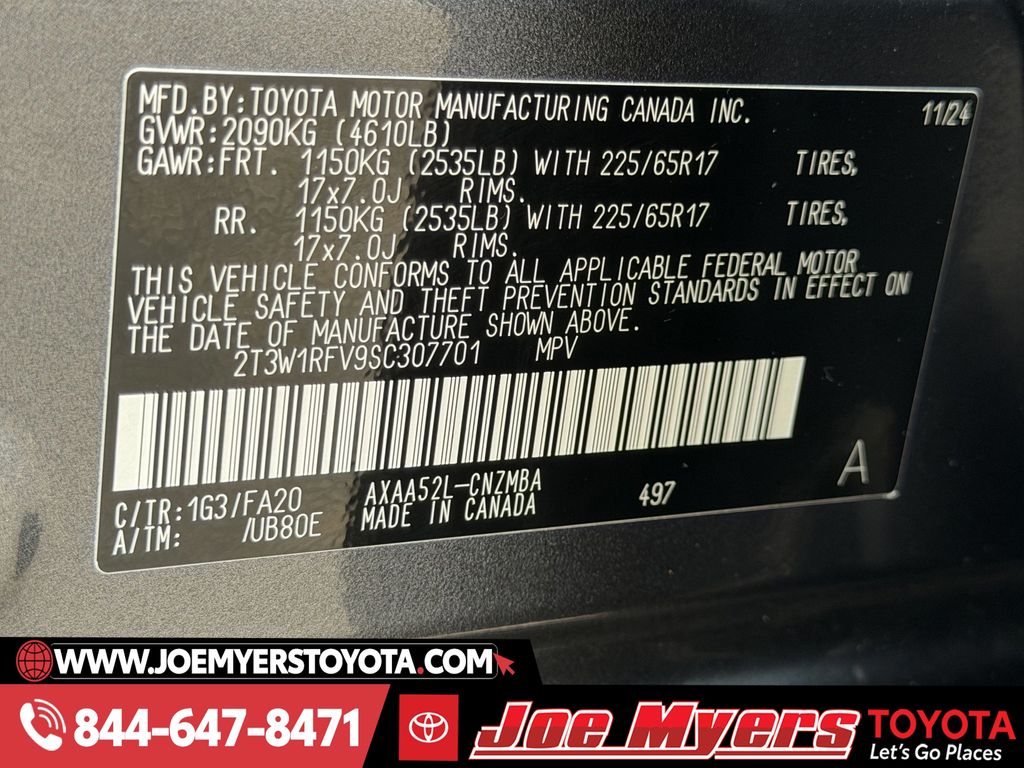 MFD.BY:TOYOTA MOTOR MANUFACTURING CANADA INC. 11/24
GVWR:2090KG (4610LB)
GAWR:FRT. 1150KG (2535LB) WITH 225/65R17 TIRES,
17x7.0J RIMS.
RR. 1150KG (2535LB) WITH 225/65R17 TIRES,
17x7.0J RIMS.
THIS VEHICLE CONFORMS TO ALL APPLICABLE FEDERAL MOTOR
VEHICLE SAFETY AND THEFT PREVENTION STANDARDS IN EFFECT ON
THE DATE OF MANUFACTURE SHOWN ABOVE.
2T3W1RFV9SC307701 MPV
A
C/TR:1G3/FA20 AXAA52L-CNZMBA 497
A/TM: /UB80E MADE IN CANADA
WWW.JOEMYERSTOYOTA.COM
844-647-8471
Joe Myers TOYOTA
Let's Go Places